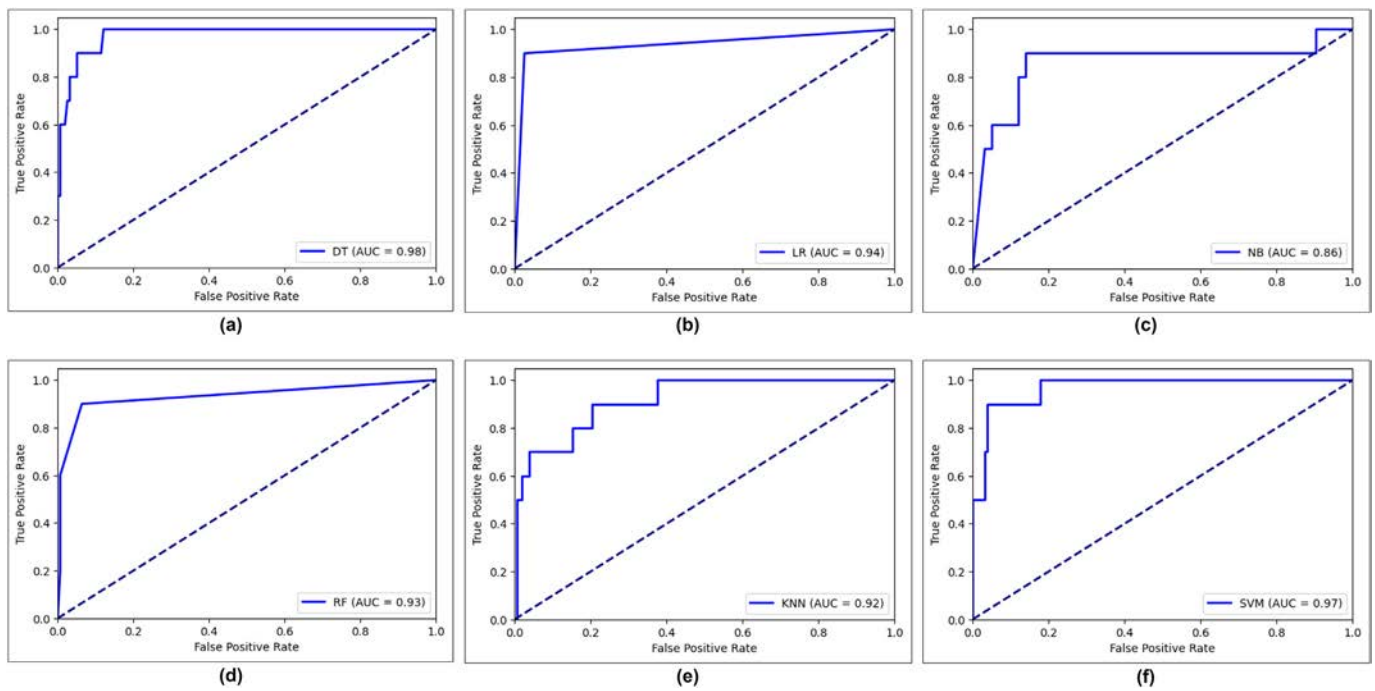 1.0
0.8
0.6
0.4
0.2
0.0
True Positive Rate
DT (AUC = 0.98)
0.0 0.2 0.4 0.6 0.8 1.0
False Positive Rate
(a)
1.0
0.8
0.6
0.4
0.2
0.0
True Positive Rate
LR (AUC = 0.94)
0.0 0.2 0.4 0.6 0.8 1.0
False Positive Rate
(b)
1.0
0.8
0.6
0.4
0.2
0.0
True Positive Rate
NB (AUC = 0.86)
0.0 0.2 0.4 0.6 0.8 1.0
False Positive Rate
(c)
1.0
0.8
0.6
0.4
0.2
0.0
True Positive Rate
RF (AUC = 0.93)
0.0 0.2 0.4 0.6 0.8 1.0
False Positive Rate
(d)
1.0
0.8
0.6
0.4
0.2
0.0
True Positive Rate
KNN (AUC = 0.92)
0.0 0.2 0.4 0.6 0.8 1.0
False Positive Rate
(e)
1.0
0.8
0.6
0.4
0.2
0.0
True Positive Rate
SVM (AUC = 0.97)
0.0 0.2 0.4 0.6 0.8 1.0
False Positive Rate
(f)